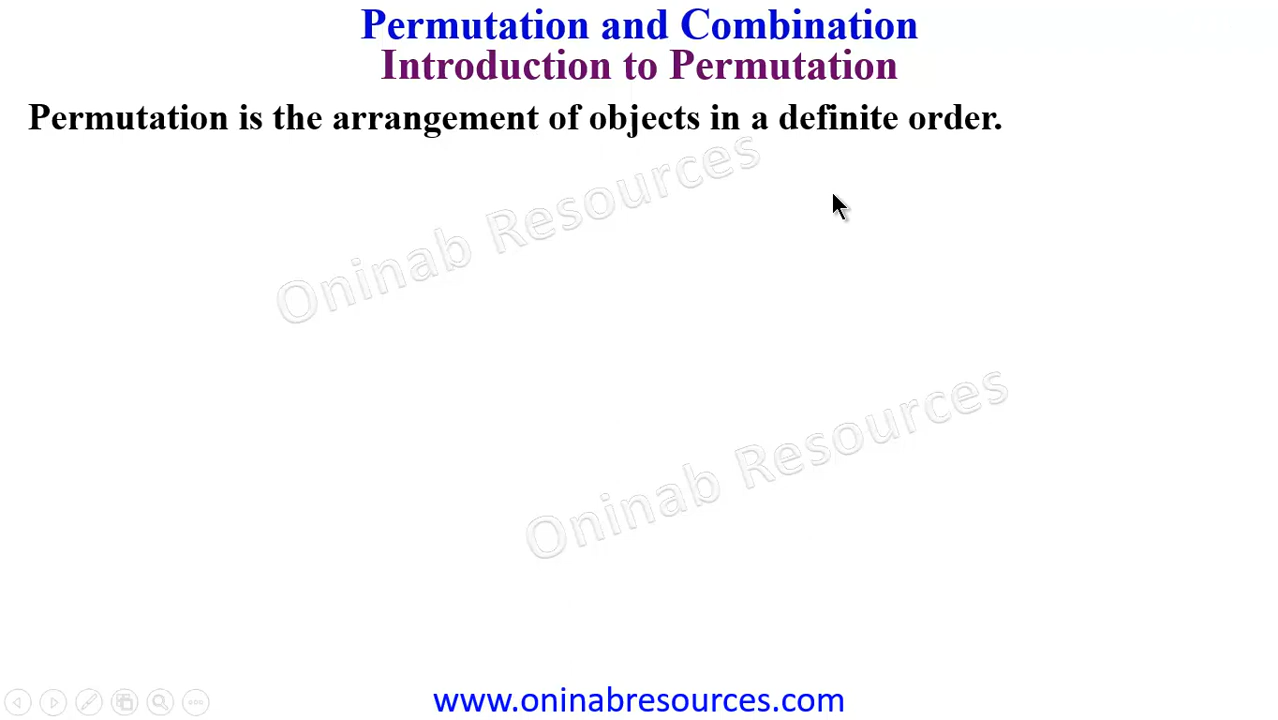 Permutation and Combination
Introduction to Permutation
Permutation is the arrangement of objects in a definite order.
Oninab Resources
Oninab Resources
www.oninabresources.com